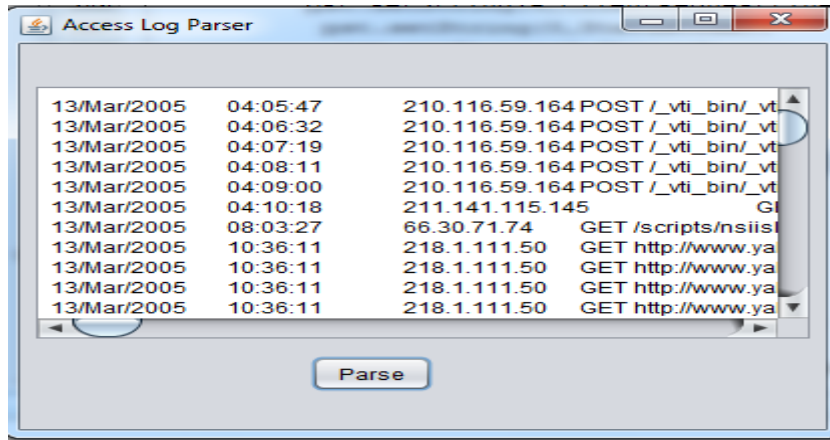 Access Log Parser
13/Mar/2005 04:05:47 210.116.59.164 POST /_vti_bin/_vt
13/Mar/2005 04:06:32 210.116.59.164 POST /_vti_bin/_vt
13/Mar/2005 04:07:19 210.116.59.164 POST /_vti_bin/_vt
13/Mar/2005 04:08:11 210.116.59.164 POST /_vti_bin/_vt
13/Mar/2005 04:09:00 210.116.59.164 POST /_vti_bin/_vt
13/Mar/2005 04:10:18 211.141.115.145
13/Mar/2005 08:03:27 66.30.71.74 GET /scripts/nsiisl
13/Mar/2005 10:36:11 218.1.111.50 GET http://www.ya
13/Mar/2005 10:36:11 218.1.111.50 GET http://www.ya
13/Mar/2005 10:36:11 218.1.111.50 GET http://www.ya
13/Mar/2005 10:36:11 218.1.111.50 GET http://www.ya
Parse